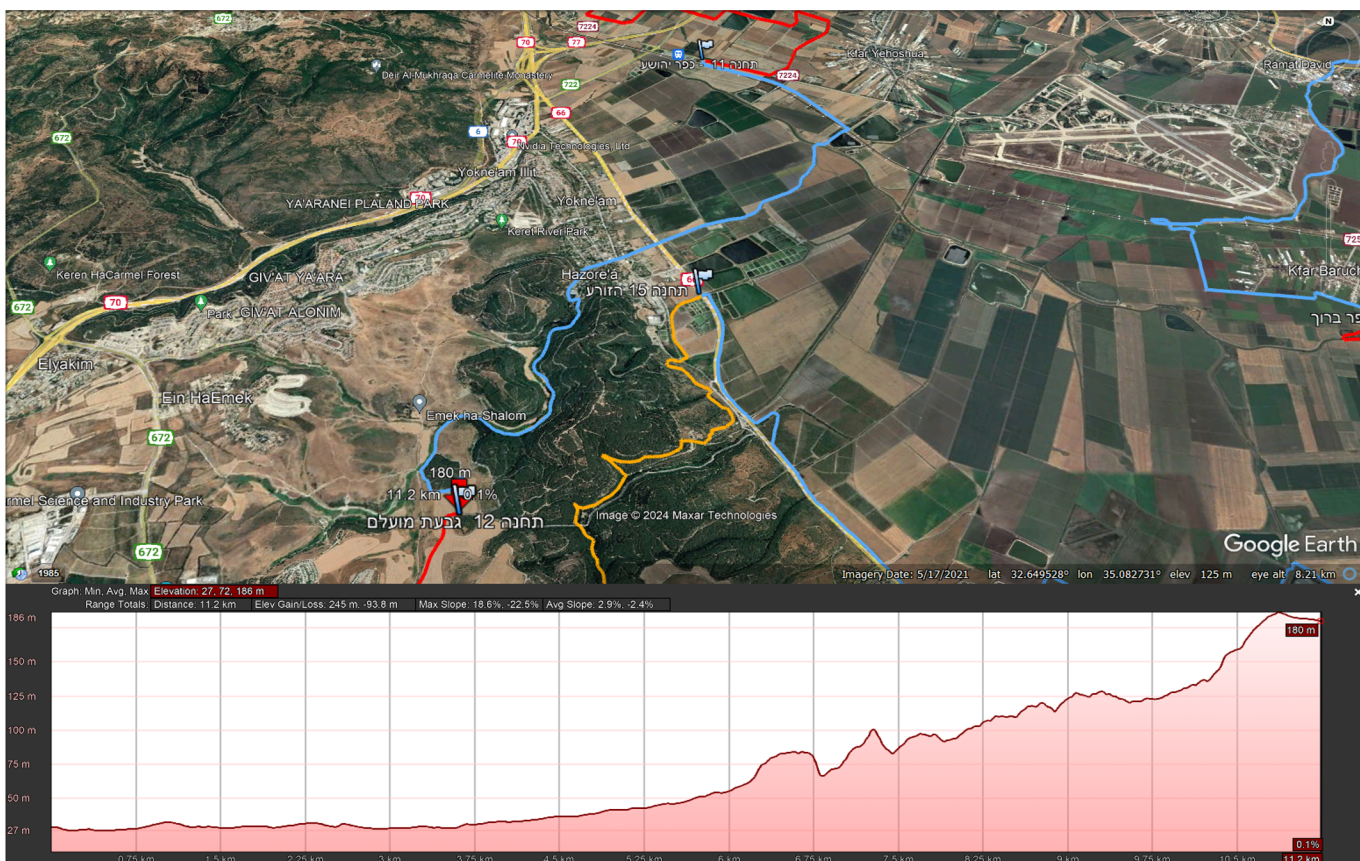 672
7224
70
77
Kfar Yehoshua
תחנה 11 - כפר יהושע
Ramat David
Deir Al-Mukhraqa Carmelite Monastery
7224
722
66
672
6
70
Nvidia Technologies, Ltd
Yokne'am Illit
70
YA'ARANEI PLALAND PARK
Yokne'am
Keret River Park
Keren HaCarmel Forest
GIV'AT YA'ARA
Hazore'a
Kfar Baruch
תחנה 15 הזורע
672
70
Park
GIV'AT ALONIM
פר ברוך
Elyakim
Ein HaEmek
Emek ha-Shalom
672
180 m
11.2 km
0.1%
rmel Science and Industry Park
תחנה 12 גבעת מועלם
Image © 2024 Maxar Technologies
672
Google Earth
1985
Imagery Date: 5/17/2021 lat 32.649528° lon 35.082731° elev 125 m eye alt 8.21 km
N
Graph: Min, Avg, Max Elevation: 27, 72, 186 m
Range Totals: Distance: 11.2 km Elev Gain/Loss: 245 m, -93.8 m Max Slope: 18.6%, -22.5% Avg Slope: 2.9%, -2.4%
186 m
180 m
150 m
125 m
100 m
75 m
50 m
27 m
0.1%
0.75 km 1.5 km 2.25 km 3 km 3.75 km 4.5 km 5.25 km 6 km 6.75 km 7.5 km 8.25 km 9 km 9.75 km 10.5 km 11.2 km